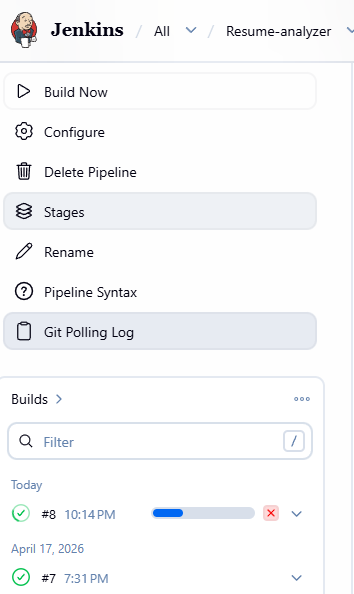 Jenkins / All / Resume-analyzer
Build Now
Configure
Delete Pipeline
Stages
Rename
Pipeline Syntax
Git Polling Log
Builds
Filter /
Today
#8 10:14 PM
April 17, 2026
#7 7:31 PM